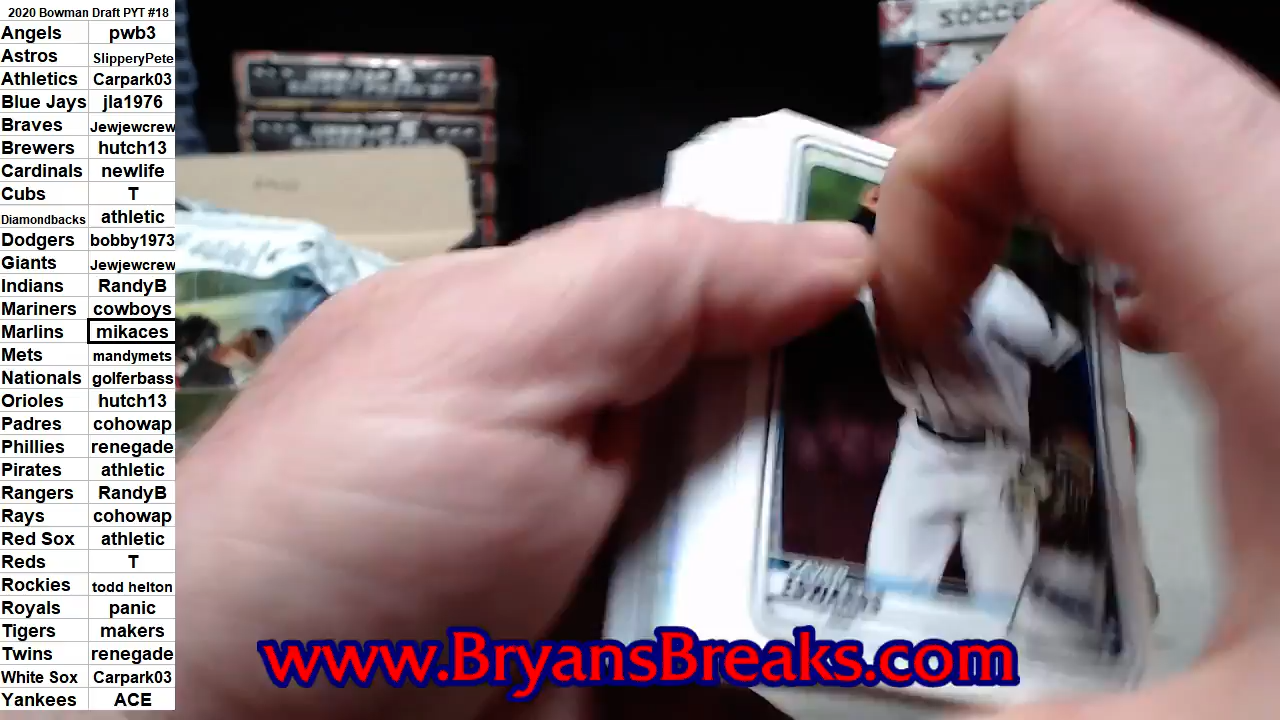 2020 Bowman Draft PYT #18
Angels pwb3
Astros SlipperyPete
Athletics Carpark03
Blue Jays jla1976
Braves Jewjewcrew
Brewers hutch13
Cardinals newlife
Cubs T
Diamondbacks athletic
Dodgers bobby1973
Giants Jewjewcrew
Indians RandyB
Mariners cowboys
Marlins mikaces
Mets mandymets
Nationals golferbass
Orioles hutch13
Padres cohowap
Phillies renegade
Pirates athletic
Rangers RandyB
Rays cohowap
Red Sox athletic
Reds T
Rockies todd helton
Royals panic
Tigers makers
Twins renegade
White Sox Carpark03
Yankees ACE
SOCCER
www.BryansBreaks.com